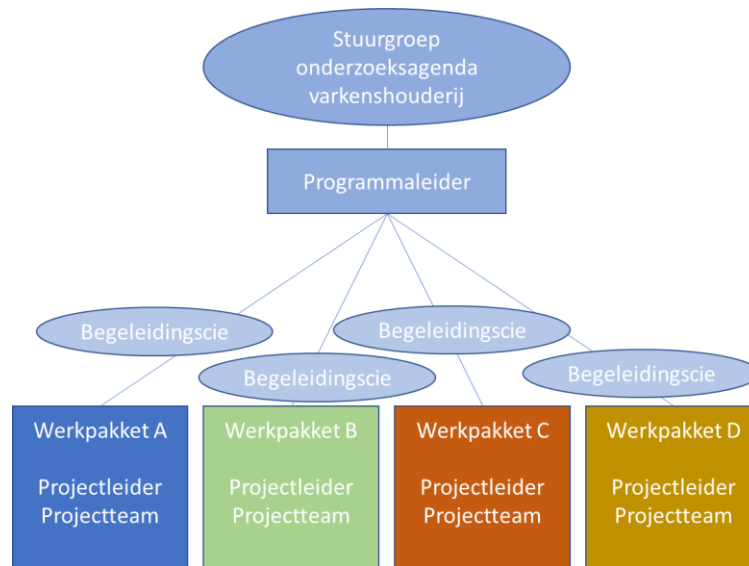 Stuurgroep
onderzoeksagenda
varkenshouderij
Programmaleider
Begeleidingscie
Begeleidingscie
Begeleidingscie
Begeleidingscie
Werkpakket A
Projectleider
Projectteam
Werkpakket B
Projectleider
Projectteam
Werkpakket C
Projectleider
Projectteam
Werkpakket D
Projectleider
Projectteam